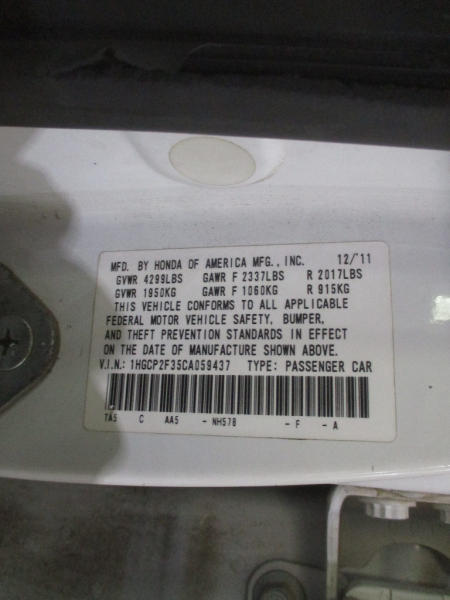 MFD. BY HONDA OF AMERICA MFG., INC. 12/'11
GVWR 4299LBS GAWR F 2337LBS R 2017LBS
GVWR 1950KG GAWR F 1060KG R 915KG
THIS VEHICLE CONFORMS TO ALL APPLICABLE
FEDERAL MOTOR VEHICLE SAFETY, BUMPER,
AND THEFT PREVENTION STANDARDS IN EFFECT
ON THE DATE OF MANUFACTURE SHOWN ABOVE.
V.I.N.: 1HGCP2F35CA059437 TYPE: PASSENGER CAR
TA5 C AA5 - NH578 - F - A